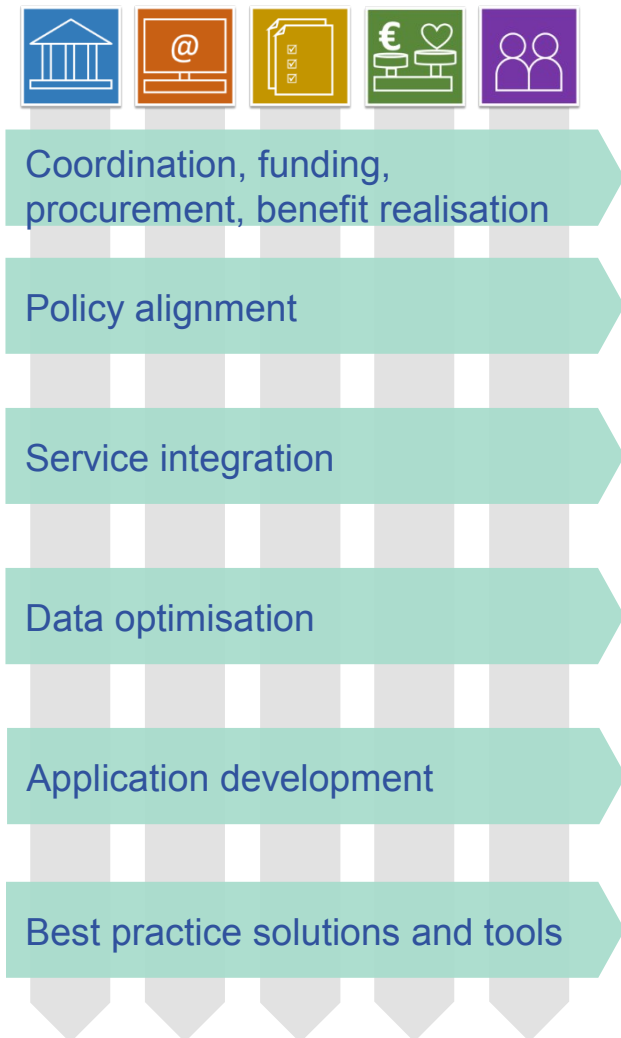 @
€
Coordination, funding,
procurement, benefit realisation
Policy alignment
Service integration
Data optimisation
Application development
Best practice solutions and tools